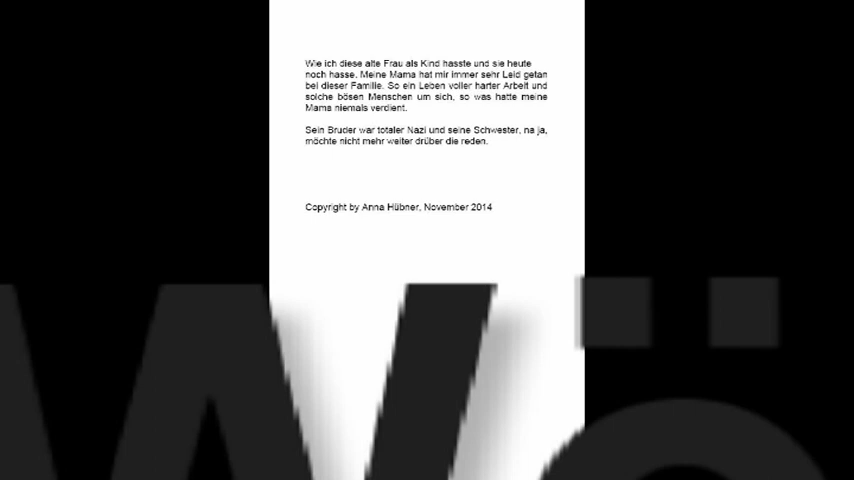 Wie ich diese alte Frau als Kind hasste und sie heute
noch hasse. Meine Mama hat mir immer sehr Leid getan
bei dieser Familie. So ein Leben voller harter Arbeit und
solche bösen Menschen um sich, so was hatte meine
Mama niemals verdient.
Sein Bruder war totaler Nazi und seine Schwester, na ja,
möchte nicht mehr weiter drüber die reden.
Copyright by Anna Hübner, November 2014
Wö